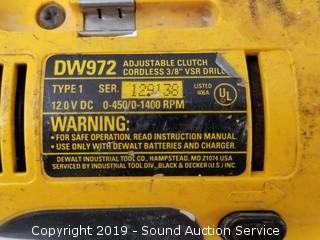 DW972 ADJUSTABLE CLUTCH
CORDLESS 3/8" VSR DRILL
TYPE 1 SER. 129138 LISTED
406A
UL
12.0 V DC 0-450/0-1400 RPM
WARNING:
• FOR SAFE OPERATION, READ INSTRUCTION MANUAL.
• USE ONLY WITH DEWALT BATTERIES AND CHARGER.
DEWALT INDUSTRIAL TOOL CO., HAMPSTEAD, MD 21074 USA
SERVICED BY INDUSTRIAL TOOL DIV., BLACK & DECKER (U.S.) INC.
Copyright 2019 - Sound Auction Service